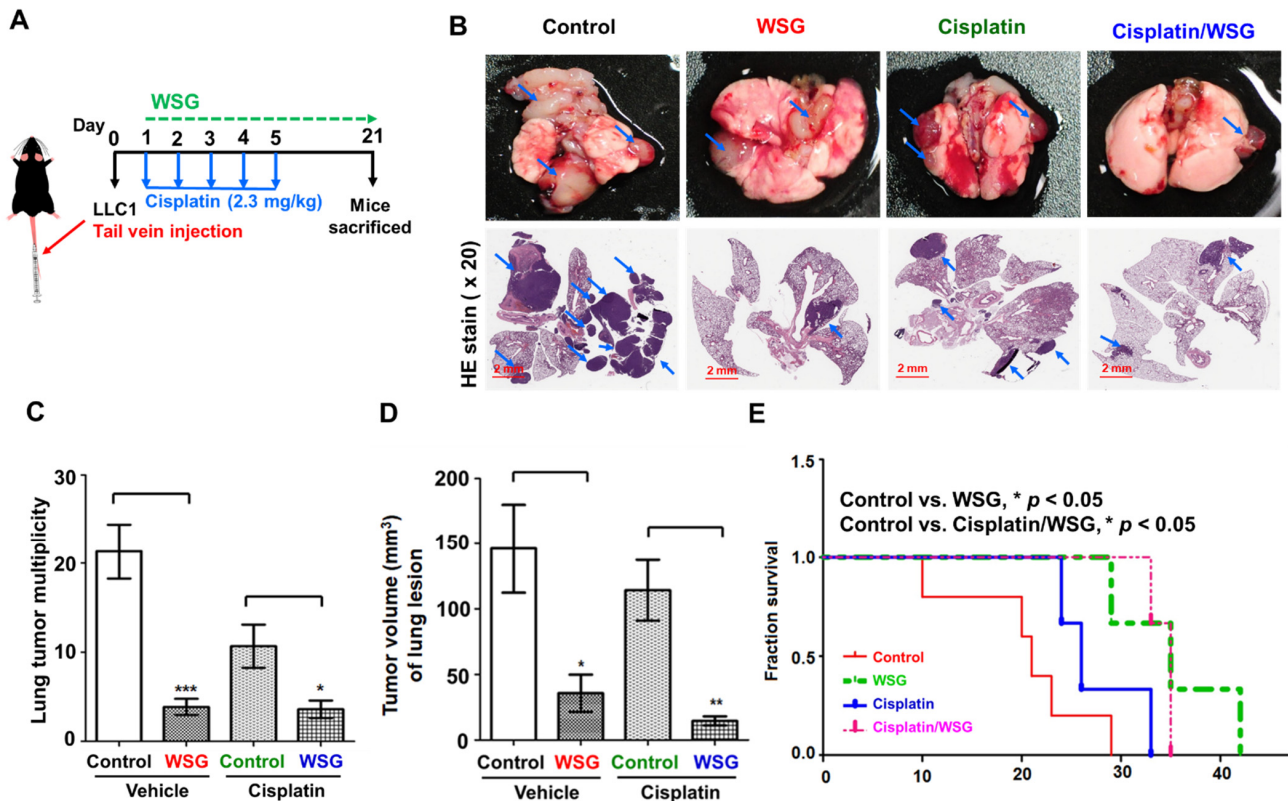 A
WSG
Day
0 1 2 3 4 5 21
Cisplatin (2.3 mg/kg)
LLC1
Tail vein injection
Mice
sacrificed
B
Control WSG Cisplatin Cisplatin/WSG
HE stain ( x 20)
2 mm 2 mm 2 mm 2 mm
C
Lung tumor multiplicity
30
20
10
0
*** *
Control WSG Control WSG
Vehicle Cisplatin
D
Tumor volume (mm³)
of lung lesion
200
150
100
50
0
* **
Control WSG Control WSG
Vehicle Cisplatin
E
Fraction survival
1.5
1.0
0.5
0.0
Control vs. WSG, * p < 0.05
Control vs. Cisplatin/WSG, * p < 0.05
Control
WSG
Cisplatin
Cisplatin/WSG
0 10 20 30 40